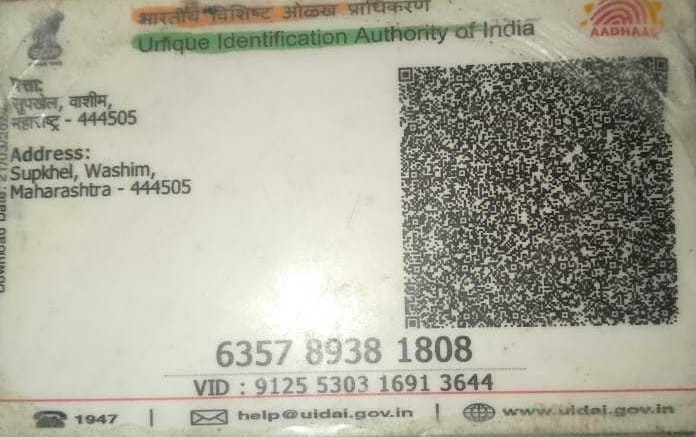 भारतीय विशिष्ट ओळख प्राधिकरण
Unique Identification Authority of India
AADHAAR
पत्ता:
सुपखेल, वाशीम,
महाराष्ट्र - 444505
Address:
Supkhel, Washim,
Maharashtra - 444505
6357 8938 1808
VID : 9125 5303 1691 3644
1947 | help@uidai.gov.in | www.uidai.gov.in